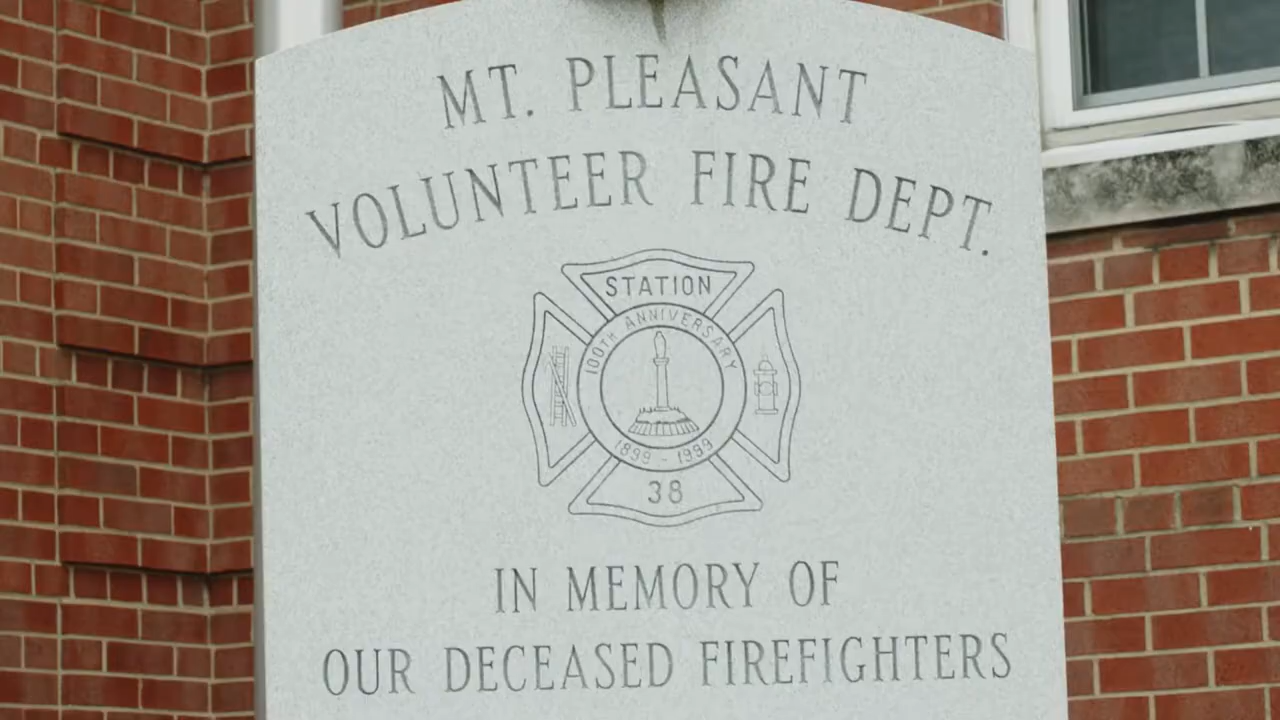 MT. PLEASANT
VOLUNTEER FIRE DEPT.
STATION
100TH ANNIVERSARY
1899 - 1999
38
IN MEMORY OF
OUR DECEASED FIREFIGHTERS